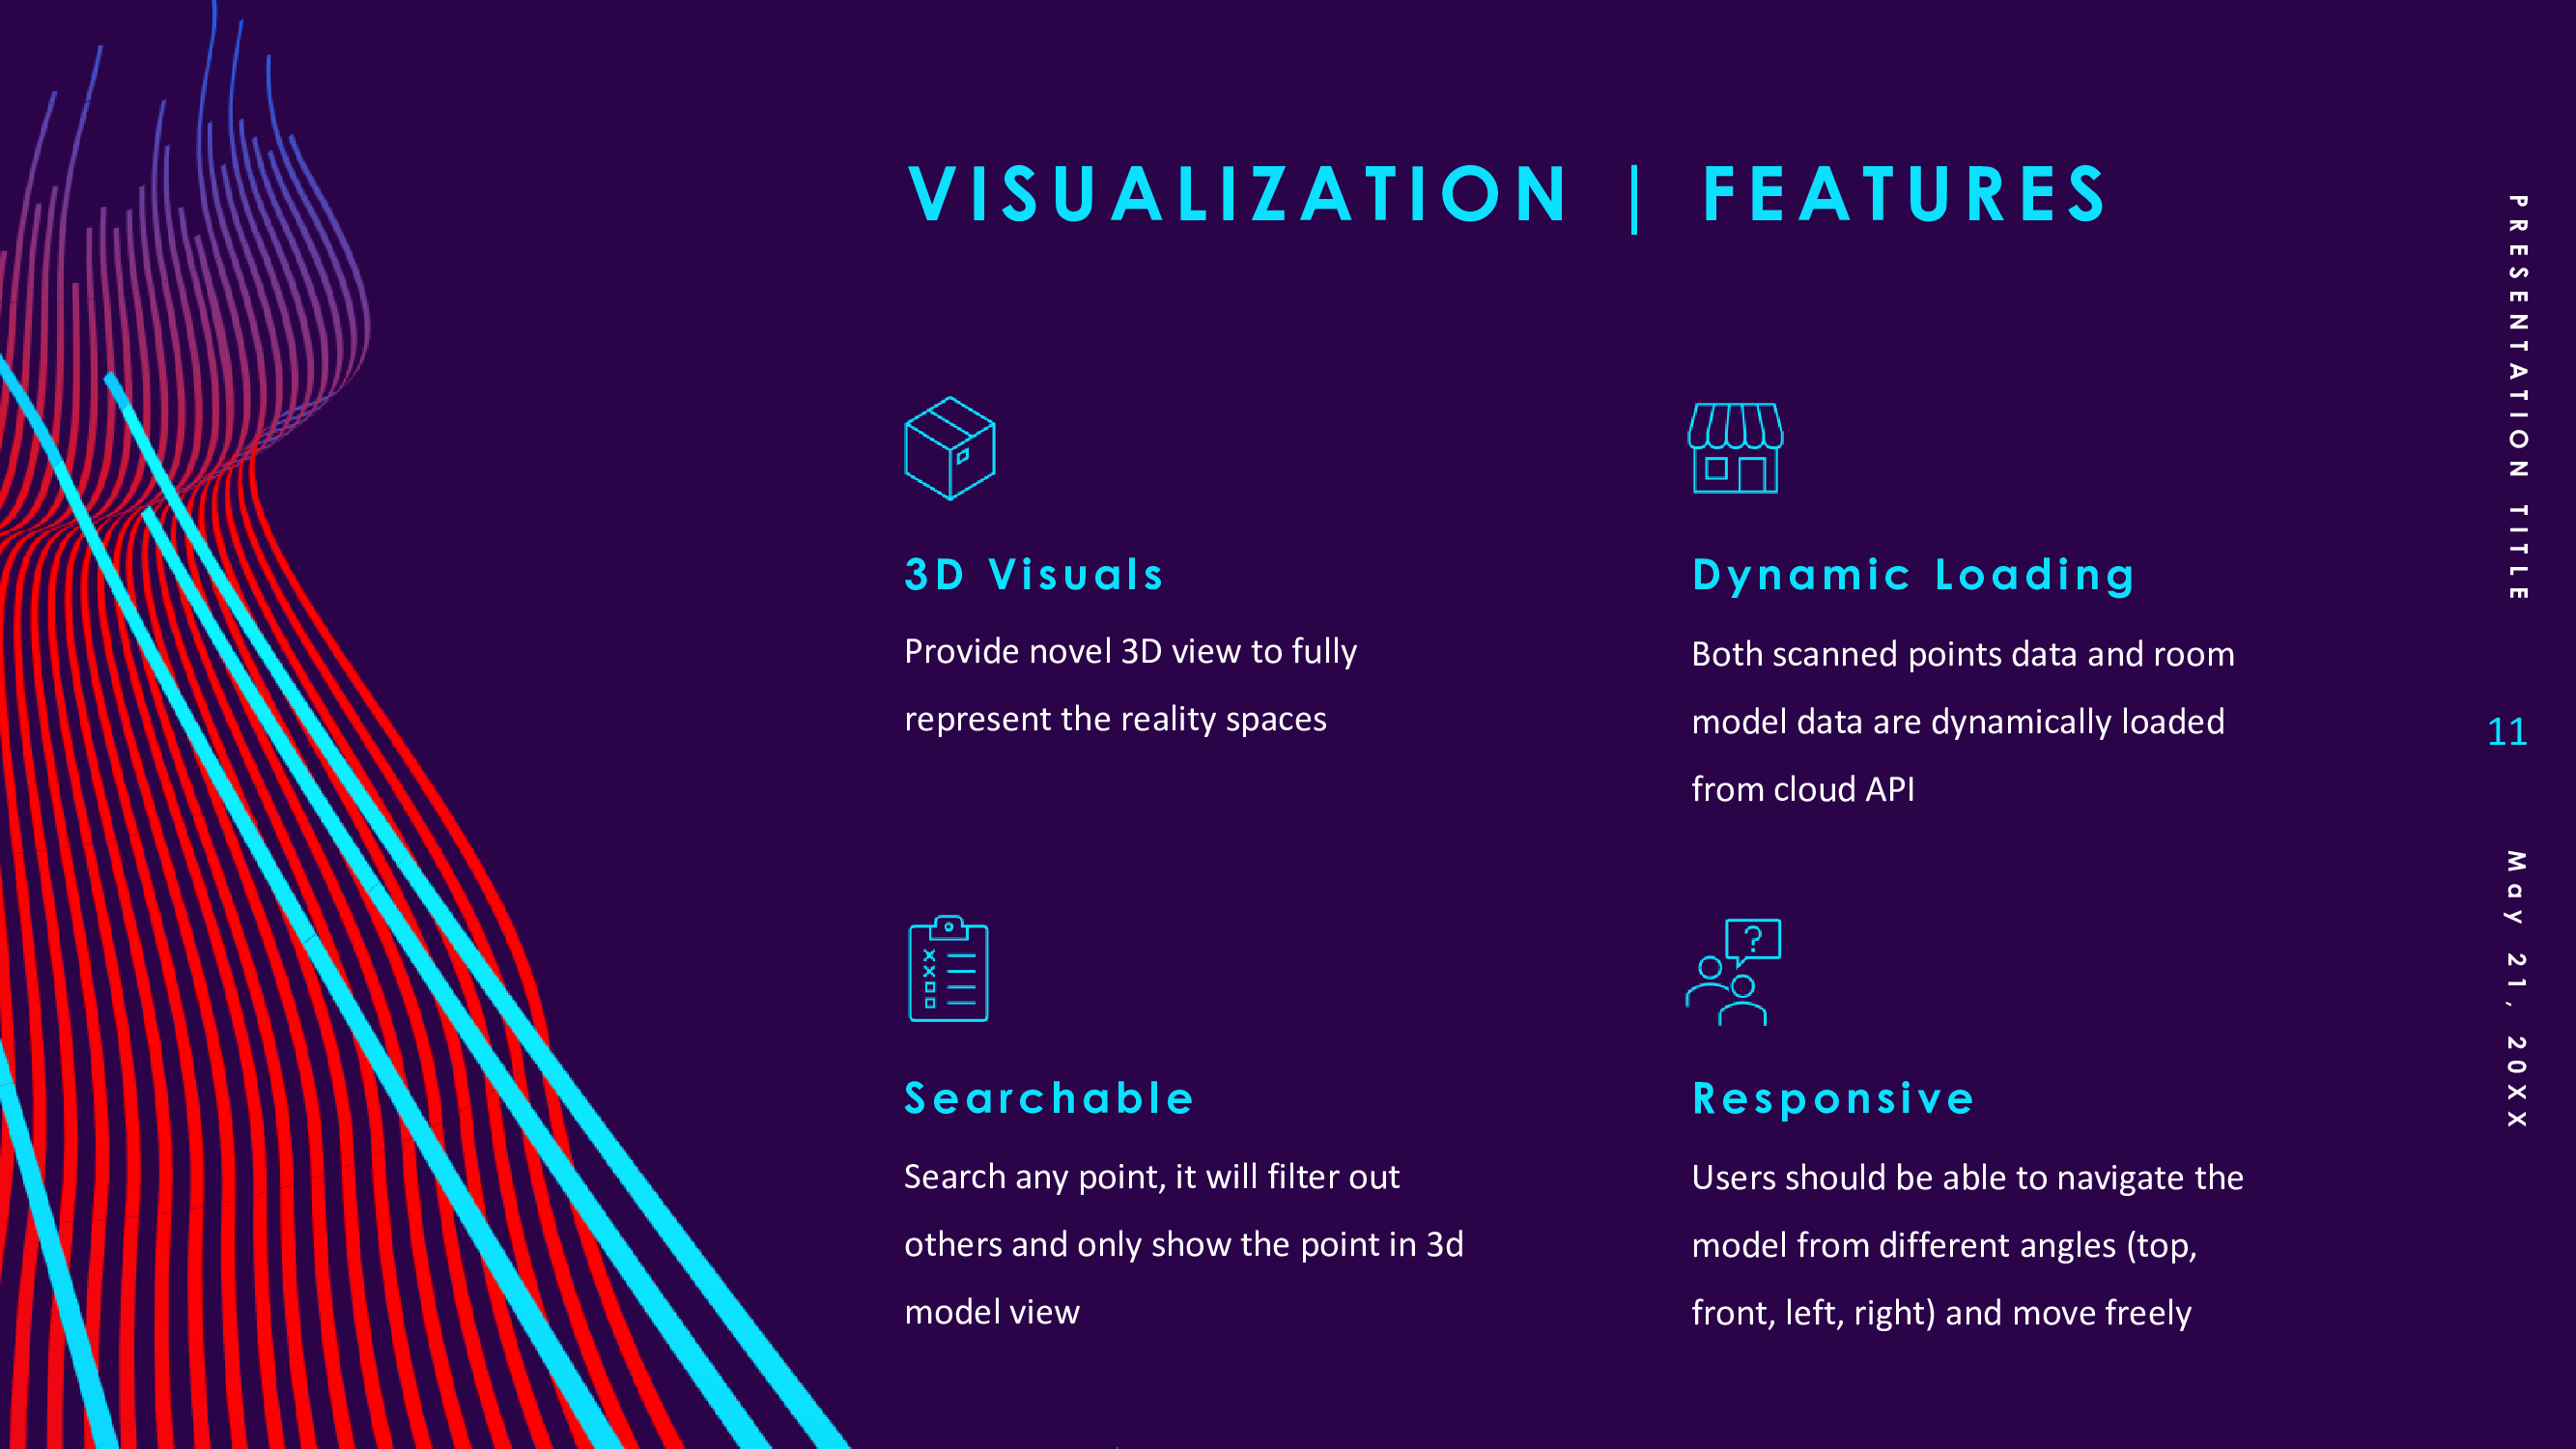 VISUALIZATION | FEATURES
3D Visuals
Provide novel 3D view to fully
represent the reality spaces
Dynamic Loading
Both scanned points data and room
model data are dynamically loaded
from cloud API
Searchable
Search any point, it will filter out
others and only show the point in 3d
model view
?
Responsive
Users should be able to navigate the
model from different angles (top,
front, left, right) and move freely
PRESENTATION TITLE
11
May 21, 20XX